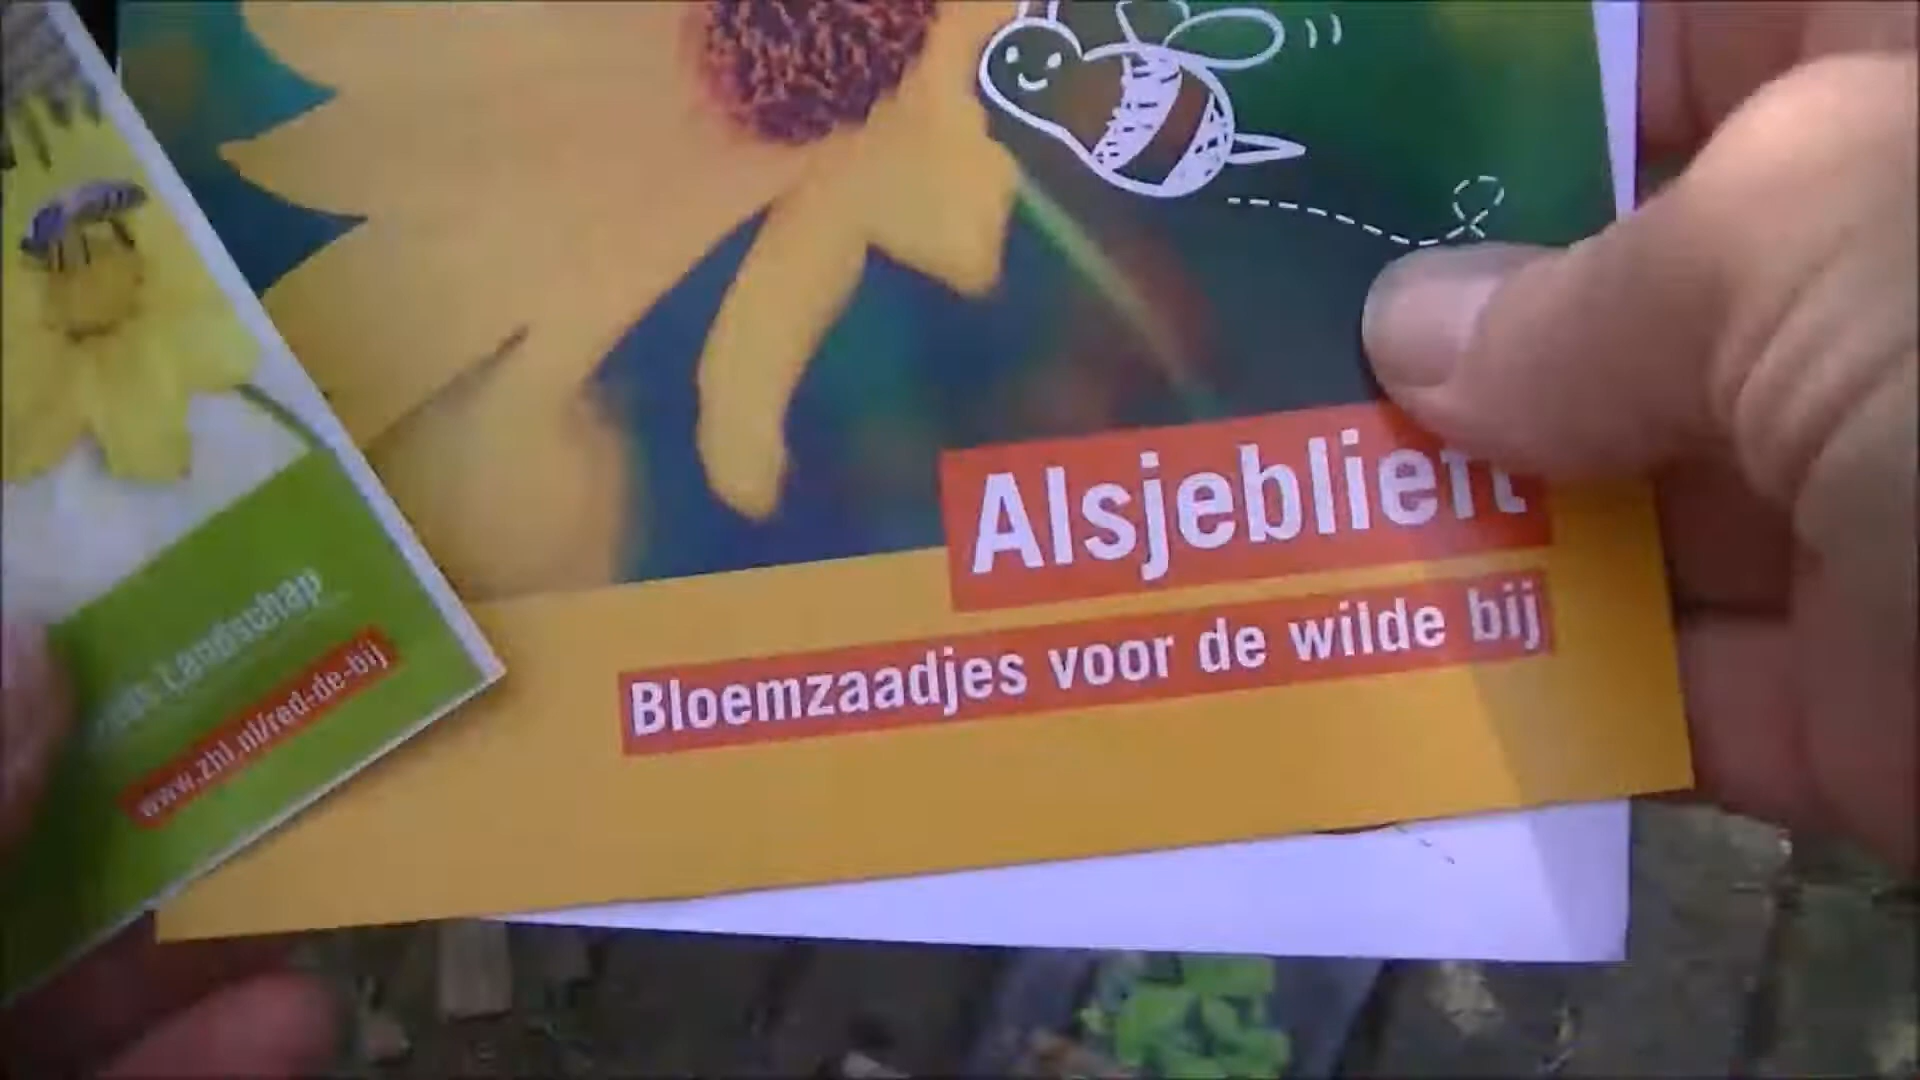 Alsjeblieft
Bloemzaadjes voor de wilde bij
Landschap
www.zhl.nl/red-de-bij